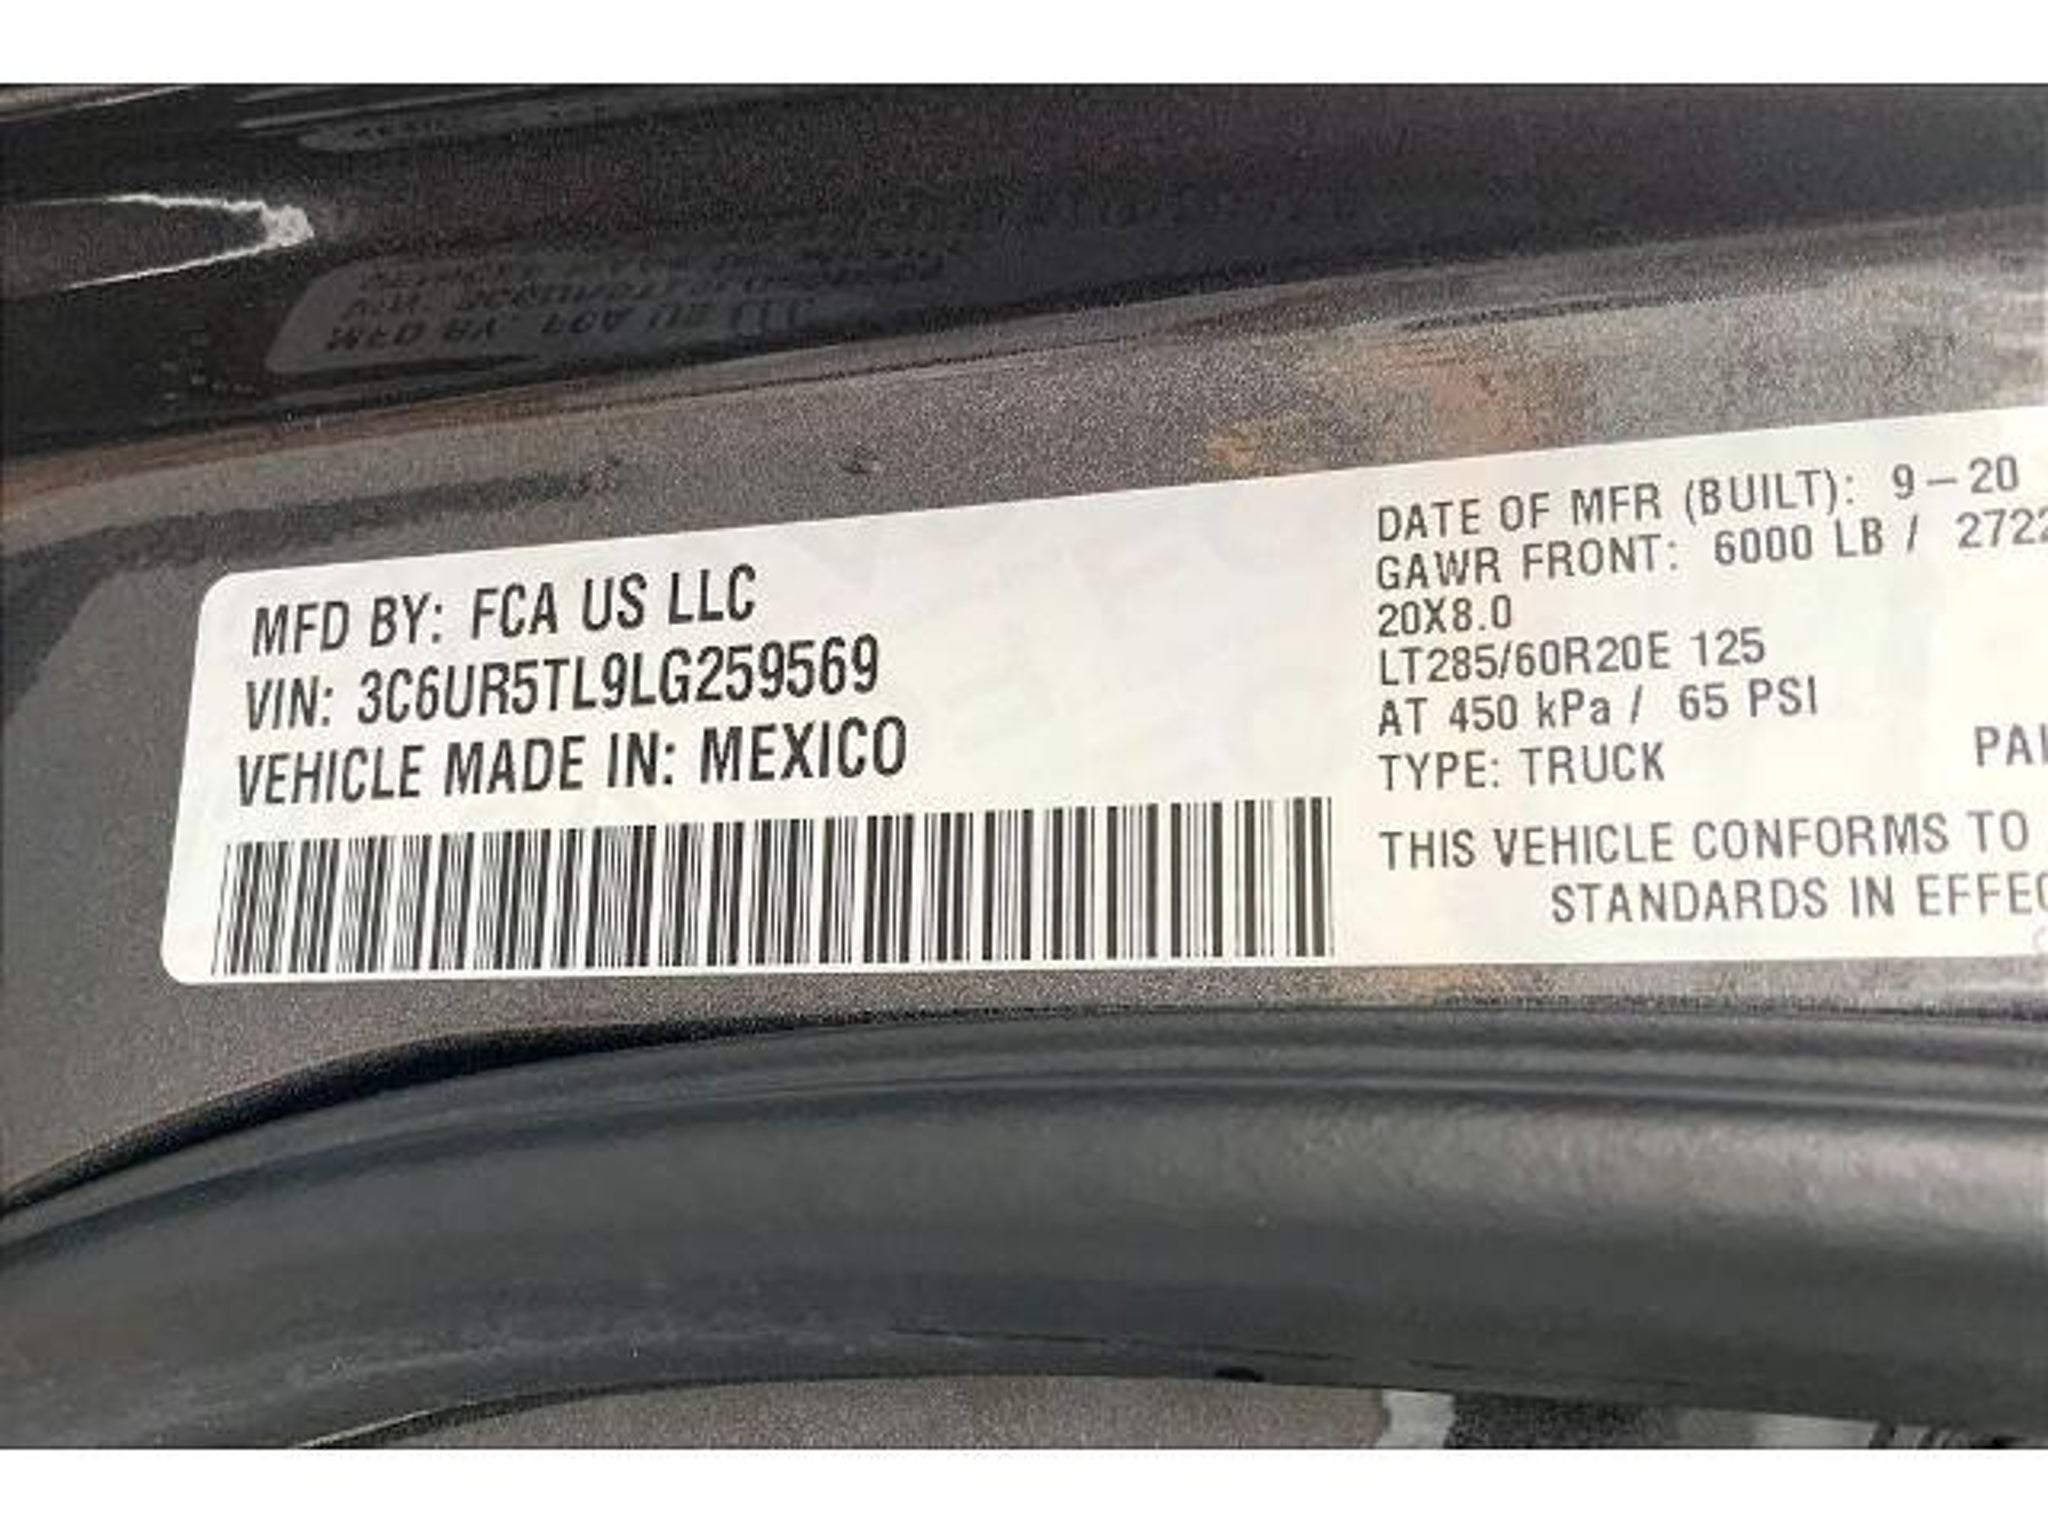 MFD BY: FCA US LLC
VIN: 3C6UR5TL9LG259569
VEHICLE MADE IN: MEXICO
DATE OF MFR (BUILT): 9-20
GAWR FRONT: 6000 LB / 2722
20X8.0
LT285/60R20E 125
AT 450 kPa / 65 PSI
TYPE: TRUCK
THIS VEHICLE CONFORMS TO
STANDARDS IN